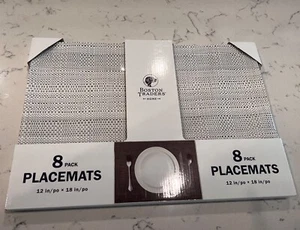 BOSTON
TRADERS
HOME
8 PACK
PLACEMATS
12 in/po × 18 in/po
8 PACK
PLACEMATS
12 in/po × 18 in/po